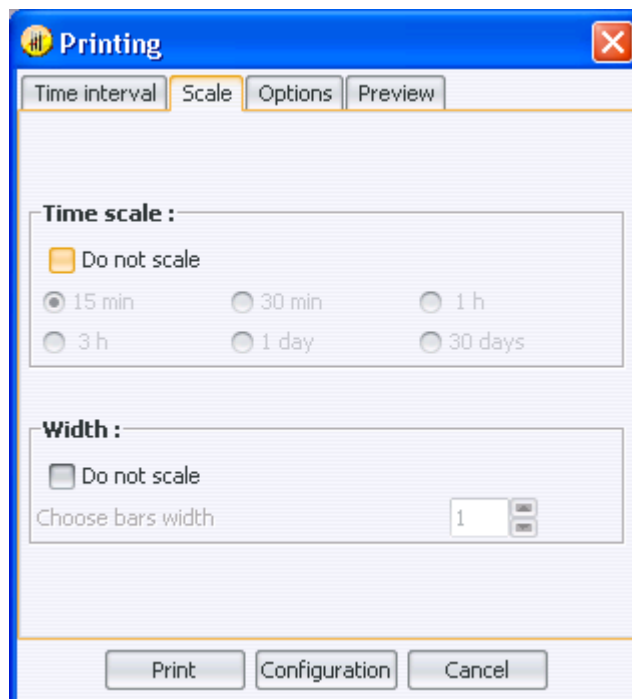 Printing
Time interval Scale Options Preview
Time scale :
Do not scale
15 min 30 min 1 h
3 h 1 day 30 days
Width :
Do not scale
Choose bars width 1
Print Configuration Cancel